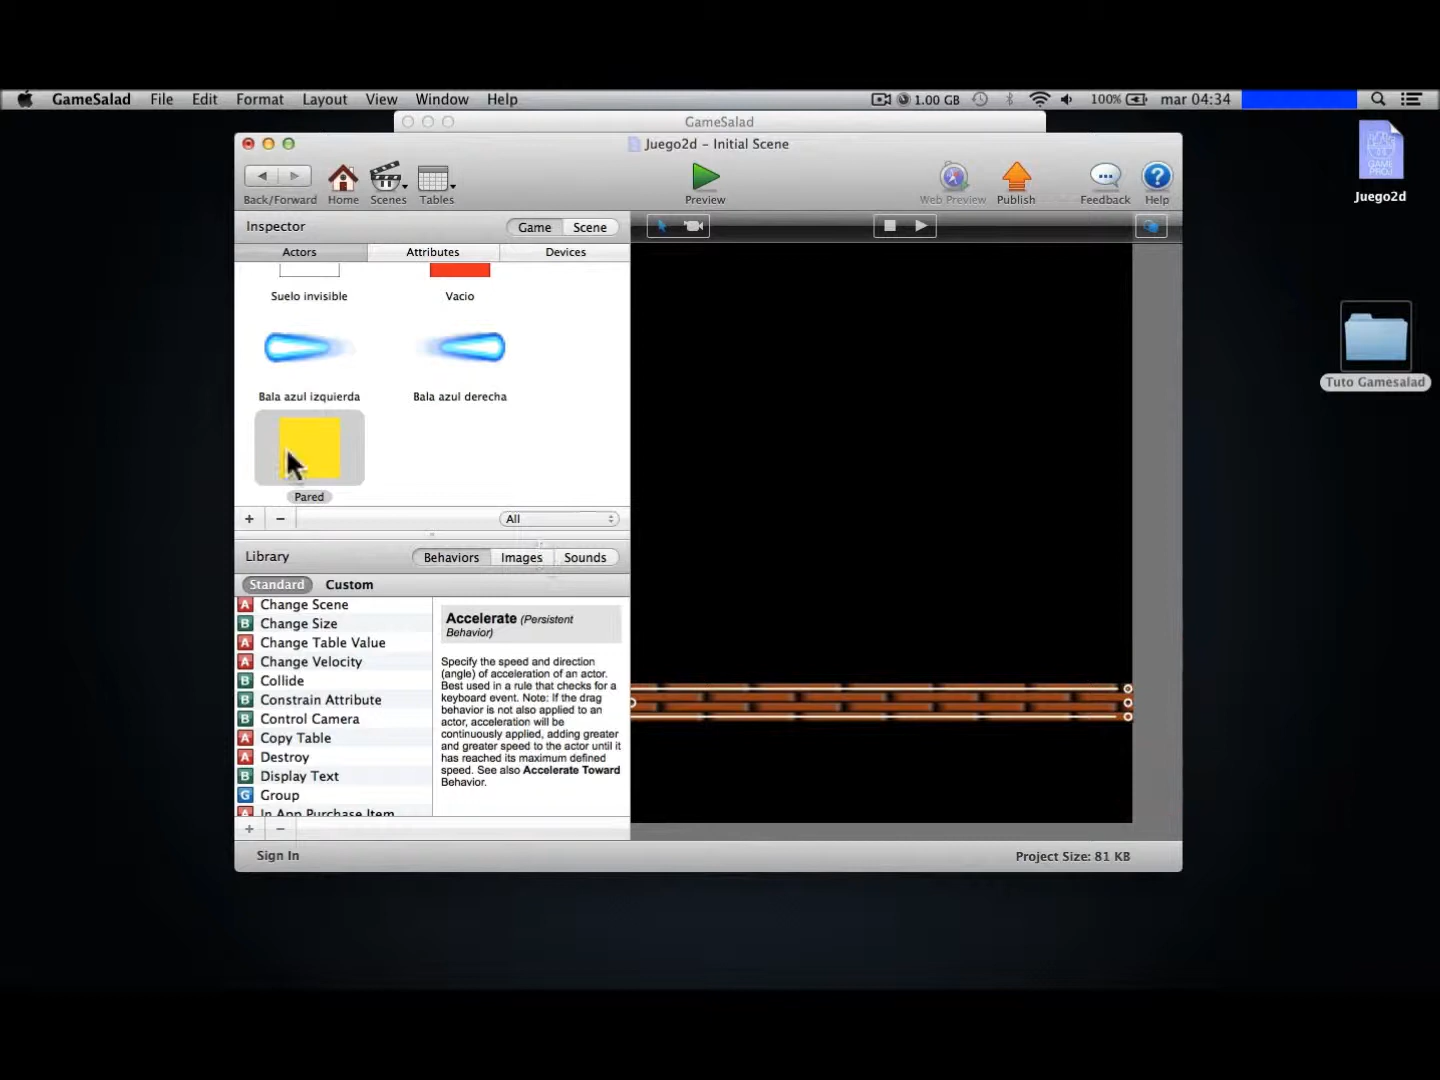 GameSalad File Edit Format Layout View Window Help 1.00 GB 100% mar 04:34
GameSalad
Juego2d - Initial Scene
Back/Forward Home Scenes Tables Preview Web Preview Publish Feedback Help
Juego2d
Inspector Game Scene
Actors Attributes Devices
Suelo invisible Vacio
Bala azul izquierda Bala azul derecha
Tuto Gamesalad
Pared
+ - All
Library Behaviors Images Sounds
Standard Custom
A Change Scene
B Change Size
A Change Table Value
A Change Velocity
B Collide
B Constrain Attribute
B Control Camera
A Copy Table
A Destroy
B Display Text
G Group
A In App Purchase Item
Accelerate (Persistent
Behavior)
Specify the speed and direction
(angle) of acceleration of an actor.
Best used in a rule that checks for a
keyboard event. Note: If the drag
behavior is not also applied to an
actor, acceleration will be
continuously applied, adding greater
and greater speed to the actor until it
has reached its maximum defined
speed. See also Accelerate Toward
Behavior.
+ -
Sign In Project Size: 81 KB